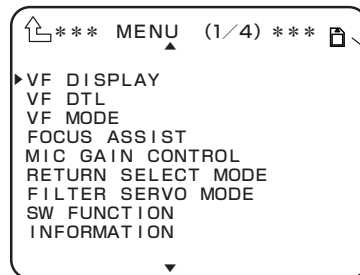 *** MENU (1/4) ***
VF DISPLAY
VF DTL
VF MODE
FOCUS ASSIST
MIC GAIN CONTROL
RETURN SELECT MODE
FILTER SERVO MODE
SW FUNCTION
INFORMATION